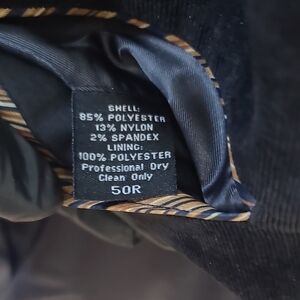 SHELL:
85% POLYESTER
13% NYLON
2% SPANDEX
LINING:
100% POLYESTER
Professional Dry
Clean Only
50R